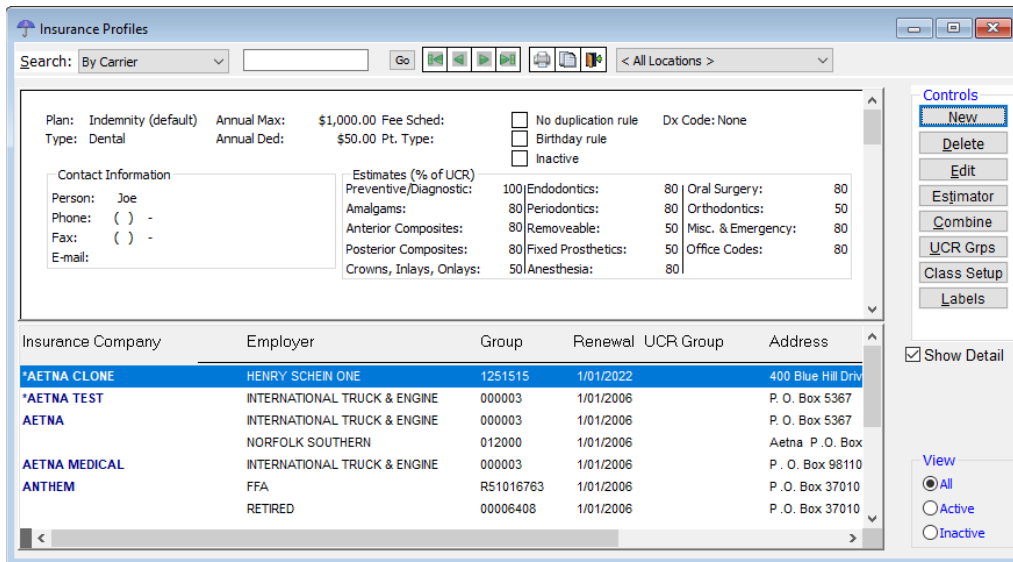 Insurance Profiles
Search: By Carrier Go < All Locations >
Plan: Indemnity (default) Annual Max: $1,000.00 Fee Sched: No duplication rule Dx Code: None
Type: Dental Annual Ded: $50.00 Pt. Type: Birthday rule
Inactive
Contact Information
Person: Joe
Phone: ( ) -
Fax: ( ) -
E-mail:
Estimates (% of UCR)
Preventive/Diagnostic: 100 Endodontics: 80 Oral Surgery: 80
Amalgams: 80 Periodontics: 80 Orthodontics: 50
Anterior Composites: 80 Removeable: 50 Misc. & Emergency: 80
Posterior Composites: 80 Fixed Prosthetics: 50 Office Codes: 80
Crowns, Inlays, Onlays: 50 Anesthesia: 80
Insurance Company Employer Group Renewal UCR Group Address
*AETNA CLONE HENRY SCHEIN ONE 1251515 1/01/2022 400 Blue Hill Driv
*AETNA TEST INTERNATIONAL TRUCK & ENGINE 000003 1/01/2006 P. O. Box 5367
AETNA INTERNATIONAL TRUCK & ENGINE 000003 1/01/2006 P. O. Box 5367
NORFOLK SOUTHERN 012000 1/01/2006 Aetna P .O. Box
AETNA MEDICAL INTERNATIONAL TRUCK & ENGINE 000003 1/01/2006 P . O. Box 98110
ANTHEM FFA R51016763 1/01/2006 P .O. Box 37010
RETIRED 00006408 1/01/2006 P .O. Box 37010
Controls
New
Delete
Edit
Estimator
Combine
UCR Grps
Class Setup
Labels
Show Detail
View
All
Active
Inactive